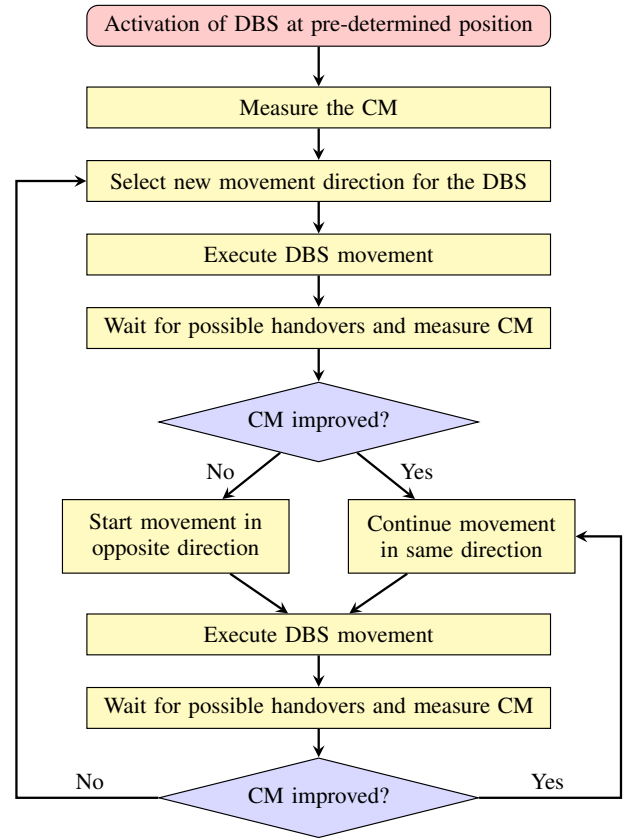 Activation of DBS at pre-determined position
Measure the CM
Select new movement direction for the DBS
Execute DBS movement
Wait for possible handovers and measure CM
CM improved?
No
Yes
Start movement in
opposite direction
Continue movement
in same direction
Execute DBS movement
Wait for possible handovers and measure CM
No
CM improved?
Yes